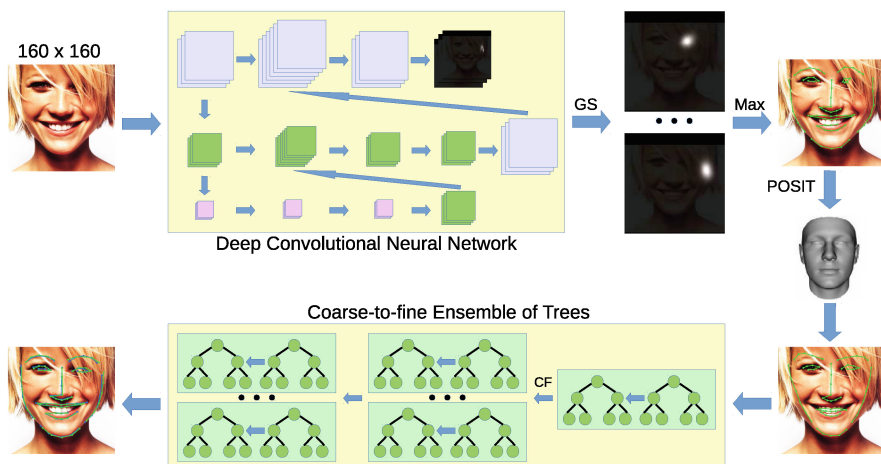 160 x 160
GS
Max
POSIT
Deep Convolutional Neural Network
Coarse-to-fine Ensemble of Trees
CF